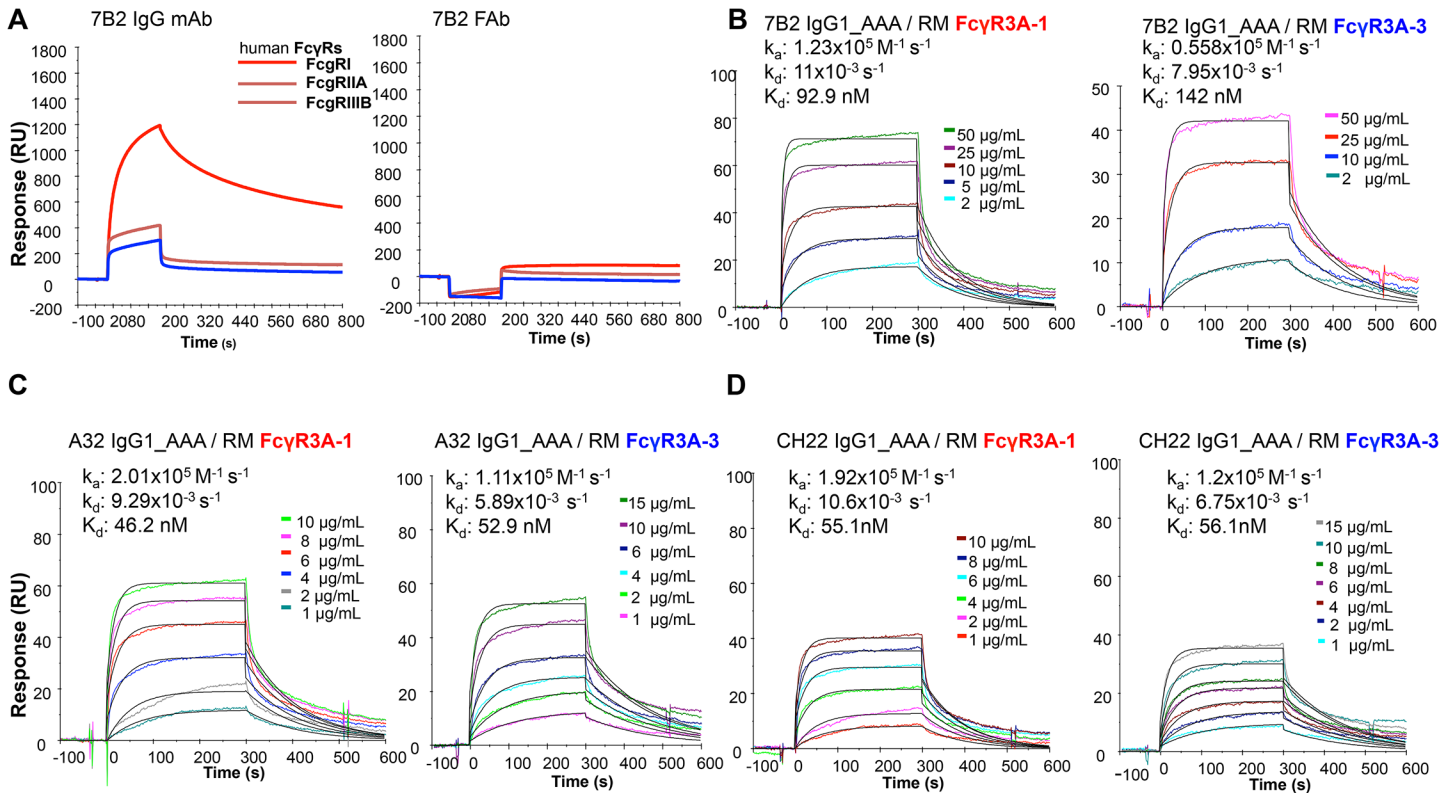 A
7B2 IgG mAb
human FcγRs
FcgRI
FcgRIIA
FcgRIIIB
Response (RU)
1800
1600
1400
1200
1000
800
600
400
200
0
-200
-100 2080 200 320 440 680 800
Time (s)
7B2 FAb
1800
1600
1400
1200
1000
800
600
400
200
0
-200
-100 2080 200 320 440 560 680 800
Time (s)
B
7B2 IgG1_AAA / RM FcγR3A-1
ka: 1.23x10⁵ M⁻¹ s⁻¹
kd: 11x10⁻³ s⁻¹
Kd: 92.9 nM
50 µg/mL
25 µg/mL
10 µg/mL
5 µg/mL
2 µg/mL
100
80
60
40
20
0
-100 0 100 200 300 400 500 600
Time (s)
7B2 IgG1_AAA / RM FcγR3A-3
ka: 0.558x10⁵ M⁻¹ s⁻¹
kd: 7.95x10⁻³ s⁻¹
Kd: 142 nM
50 µg/mL
25 µg/mL
10 µg/mL
2 µg/mL
50
40
30
20
10
0
-100 0 100 200 300 400 500 600
Time (s)
C
A32 IgG1_AAA / RM FcγR3A-1
ka: 2.01x10⁵ M⁻¹ s⁻¹
kd: 9.29x10⁻³ s⁻¹
Kd: 46.2 nM
10 µg/mL
8 µg/mL
6 µg/mL
4 µg/mL
2 µg/mL
1 µg/mL
Response (RU)
100
80
60
40
20
0
-100 0 100 200 300 400 500 600
Time (s)
A32 IgG1_AAA / RM FcγR3A-3
ka: 1.11x10⁵ M⁻¹ s⁻¹
kd: 5.89x10⁻³ s⁻¹
Kd: 52.9 nM
15 µg/mL
10 µg/mL
6 µg/mL
4 µg/mL
2 µg/mL
1 µg/mL
100
80
60
40
20
0
-100 0 100 200 300 400 500 600
Time (s)
D
CH22 IgG1_AAA / RM FcγR3A-1
ka: 1.92x10⁵ M⁻¹ s⁻¹
kd: 10.6x10⁻³ s⁻¹
Kd: 55.1nM
10 µg/mL
8 µg/mL
6 µg/mL
4 µg/mL
2 µg/mL
1 µg/mL
100
80
60
40
20
0
-100 0 100 200 300 400 500 600
Time (s)
CH22 IgG1_AAA / RM FcγR3A-3
ka: 1.2x10⁵ M⁻¹ s⁻¹
kd: 6.75x10⁻³ s⁻¹
Kd: 56.1nM
15 µg/mL
10 µg/mL
8 µg/mL
6 µg/mL
4 µg/mL
2 µg/mL
1 µg/mL
100
80
60
40
20
0
−100 0 100 200 300 400 500 600
Time (s)